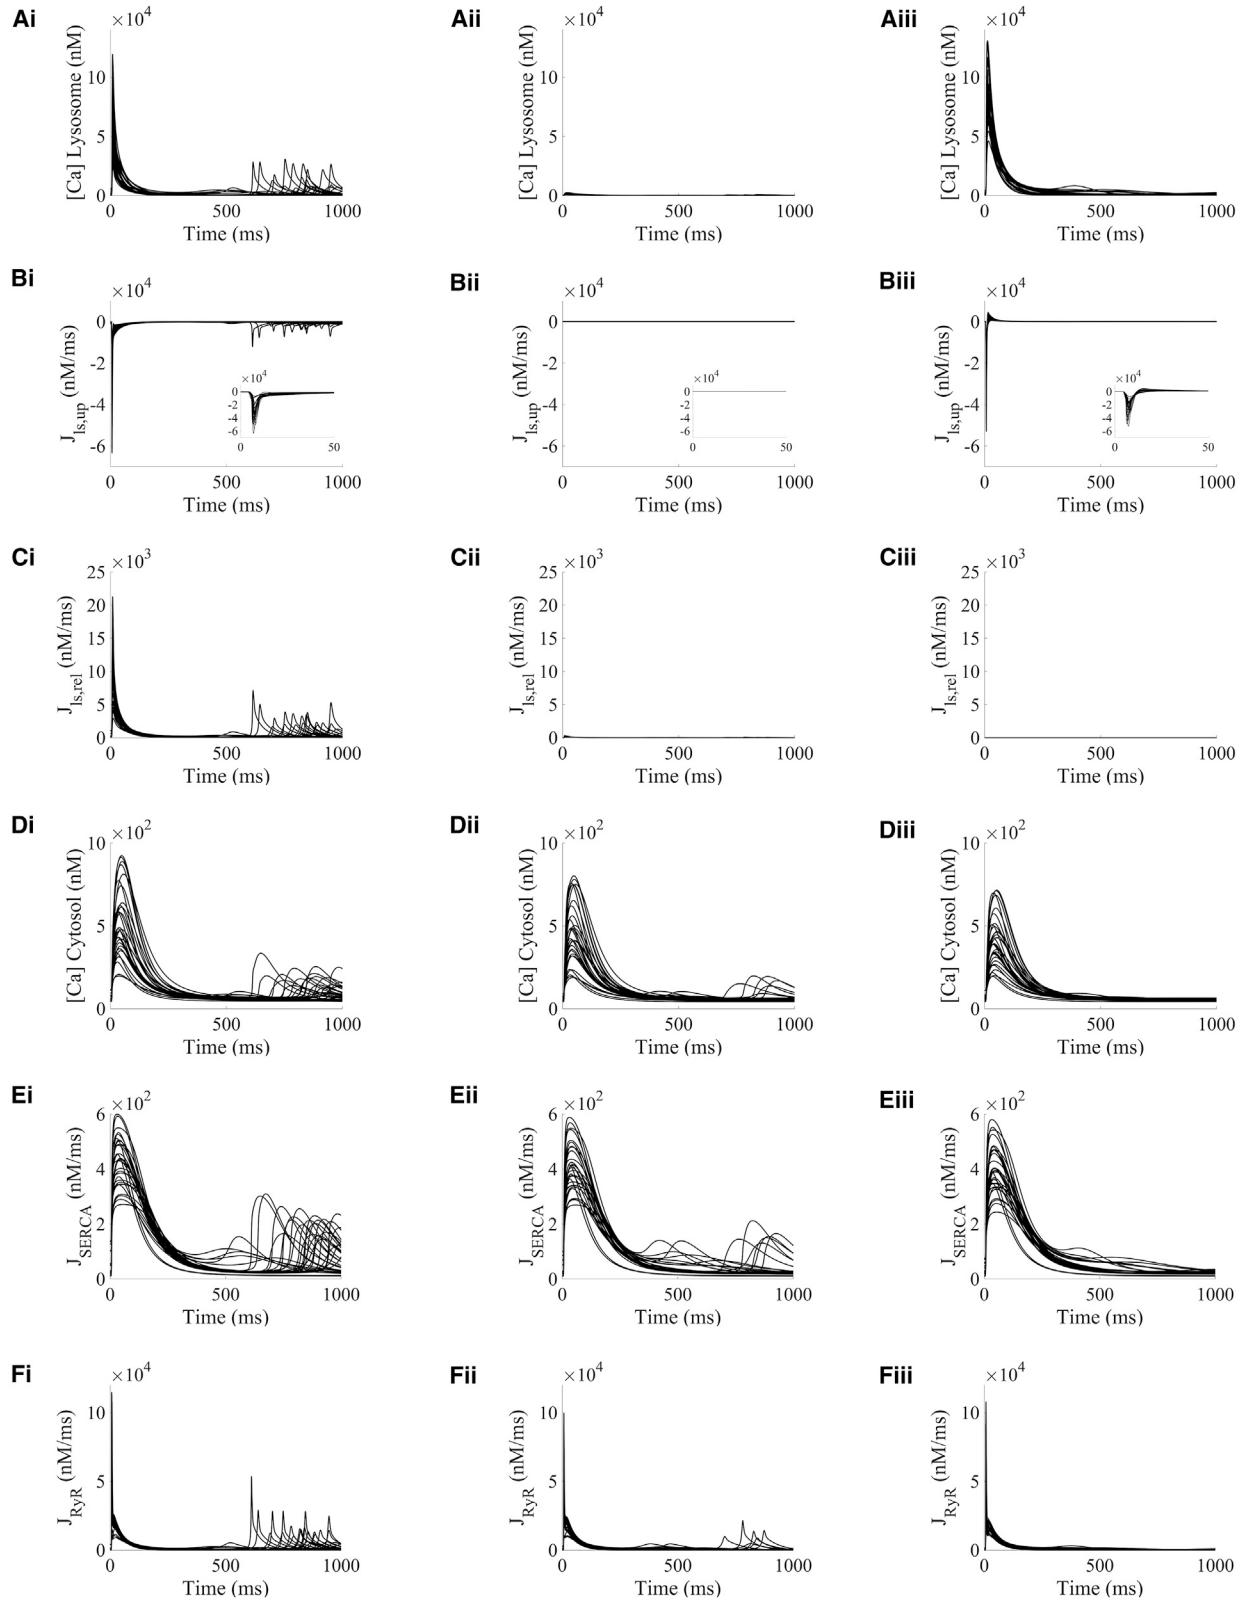 Ai Aii Aiii
×10^4 ×10^4 ×10^4
[Ca] Lysosome (nM) [Ca] Lysosome (nM) [Ca] Lysosome (nM)
10 10 10
5 5 5
0 0 0
0 500 1000 0 500 1000 0 500 1000
Time (ms) Time (ms) Time (ms)
Bi Bii Biii
×10^4 ×10^4 ×10^4
J_ls,up (nM/ms) J_ls,up (nM/ms) J_ls,up (nM/ms)
0 0 0
-2 -2 -2
-4 -4 -4
-6 -6 -6
×10^4 ×10^4 ×10^4
0 0 0
-2 -2 -2
-4 -4 -4
-6 -6 -6
0 50 0 50 0 50
0 500 1000 0 500 1000 0 500 1000
Time (ms) Time (ms) Time (ms)
Ci Cii Ciii
×10^3 ×10^3 ×10^3
J_ls,rel (nM/ms) J_ls,rel (nM/ms) J_ls,rel (nM/ms)
25 25 25
20 20 20
15 15 15
10 10 10
5 5 5
0 0 0
0 500 1000 0 500 1000 0 500 1000
Time (ms) Time (ms) Time (ms)
Di Dii Diii
×10^2 ×10^2 ×10^2
[Ca] Cytosol (nM) [Ca] Cytosol (nM) [Ca] Cytosol (nM)
10 10 10
5 5 5
0 0 0
0 500 1000 0 500 1000 0 500 1000
Time (ms) Time (ms) Time (ms)
Ei Eii Eiii
×10^2 ×10^2 ×10^2
J_SERCA (nM/ms) J_SERCA (nM/ms) J_SERCA (nM/ms)
6 6 6
4 4 4
2 2 2
0 0 0
0 500 1000 0 500 1000 0 500 1000
Time (ms) Time (ms) Time (ms)
Fi Fii Fiii
×10^4 ×10^4 ×10^4
J_RyR (nM/ms) J_RyR (nM/ms) J_RyR (nM/ms)
10 10 10
5 5 5
0 0 0
0 500 1000 0 500 1000 0 500 1000
Time (ms) Time (ms) Time (ms)